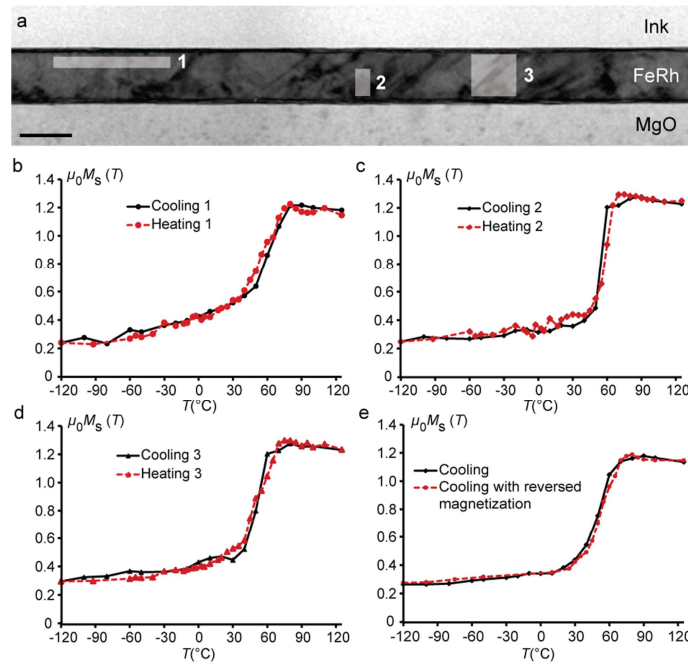 a
Ink
1
2
3
FeRh
MgO
b
μ0Ms (T)
1.4
1.2
1.0
0.8
0.6
0.4
0.2
0
Cooling 1
Heating 1
-120 -90 -60 -30 0 30 60 90 120
T(°C)
c
μ0Ms (T)
1.4
1.2
1.0
0.8
0.6
0.4
0.2
0
Cooling 2
Heating 2
-120 -90 -60 -30 0 30 60 90 120
T(°C)
d
μ0Ms (T)
1.4
1.2
1.0
0.8
0.6
0.4
0.2
0
Cooling 3
Heating 3
-120 -90 -60 -30 0 30 60 90 120
T(°C)
e
μ0Ms (T)
1.4
1.2
1.0
0.8
0.6
0.4
0.2
0
Cooling
Cooling with reversed
magnetization
-120 -90 -60 -30 0 30 60 90 120
T(°C)